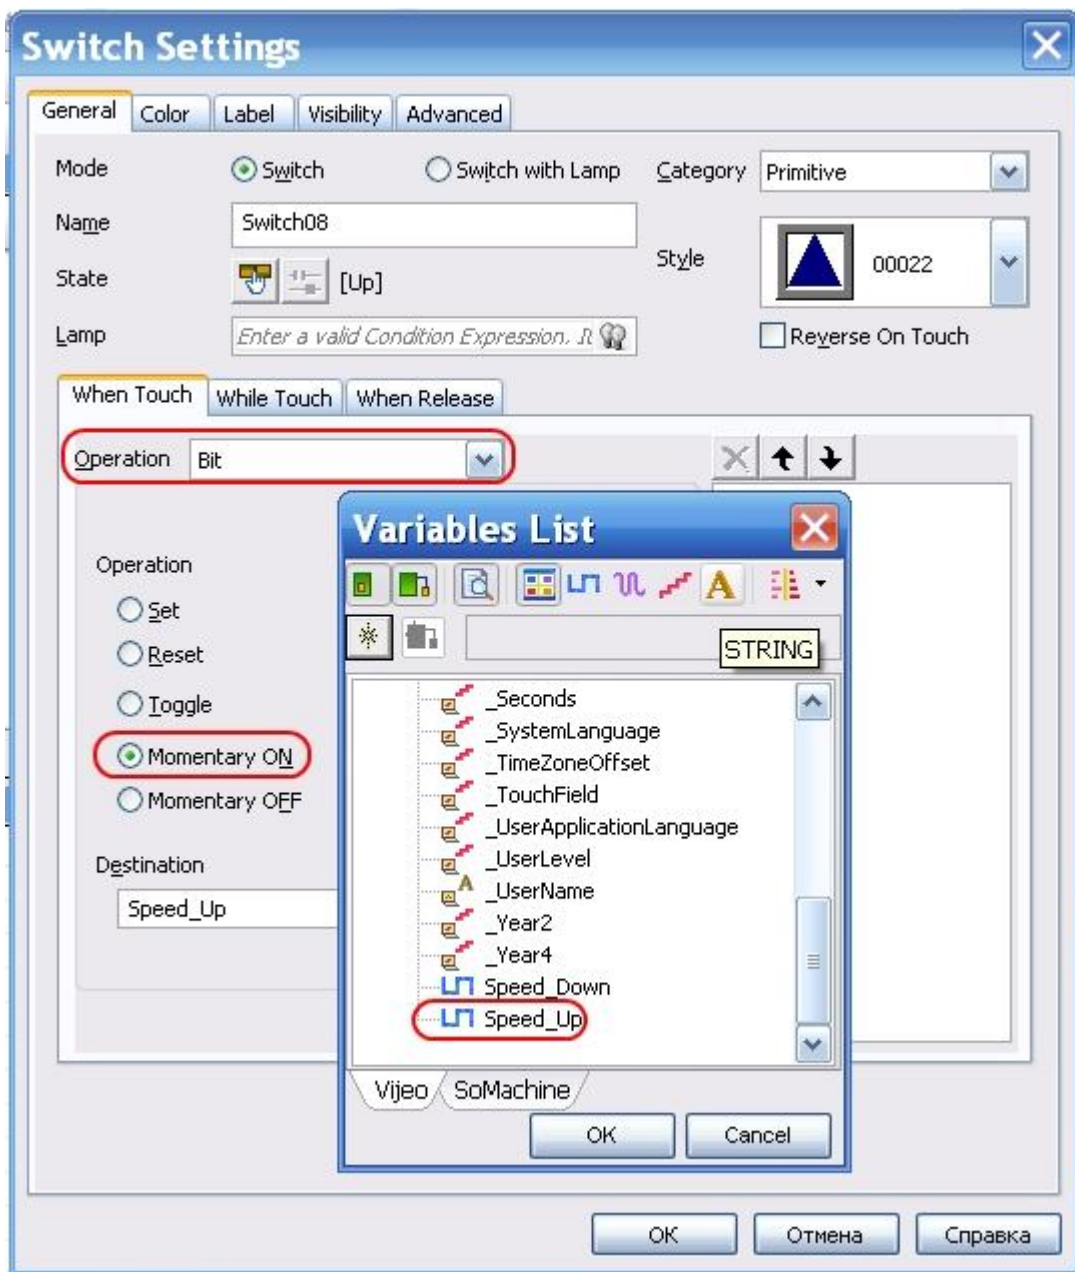 Switch Settings
General Color Label Visibility Advanced
Mode Switch Switch with Lamp Category Primitive
Name Switch08
Style 00022
State [Up]
Lamp Enter a valid Condition Expression. Reverse On Touch
When Touch While Touch When Release
Operation Bit
Variables List
Operation
Set
Reset
STRING
Toggle
Momentary ON
Momentary OFF
Destination
Speed_Up
_Seconds
_SystemLanguage
_TimeZoneOffset
_TouchField
_UserApplicationLanguage
_UserLevel
A _UserName
_Year2
_Year4
Speed_Down
Speed_Up
Vijeo SoMachine
OK Cancel
OK Отмена Справка